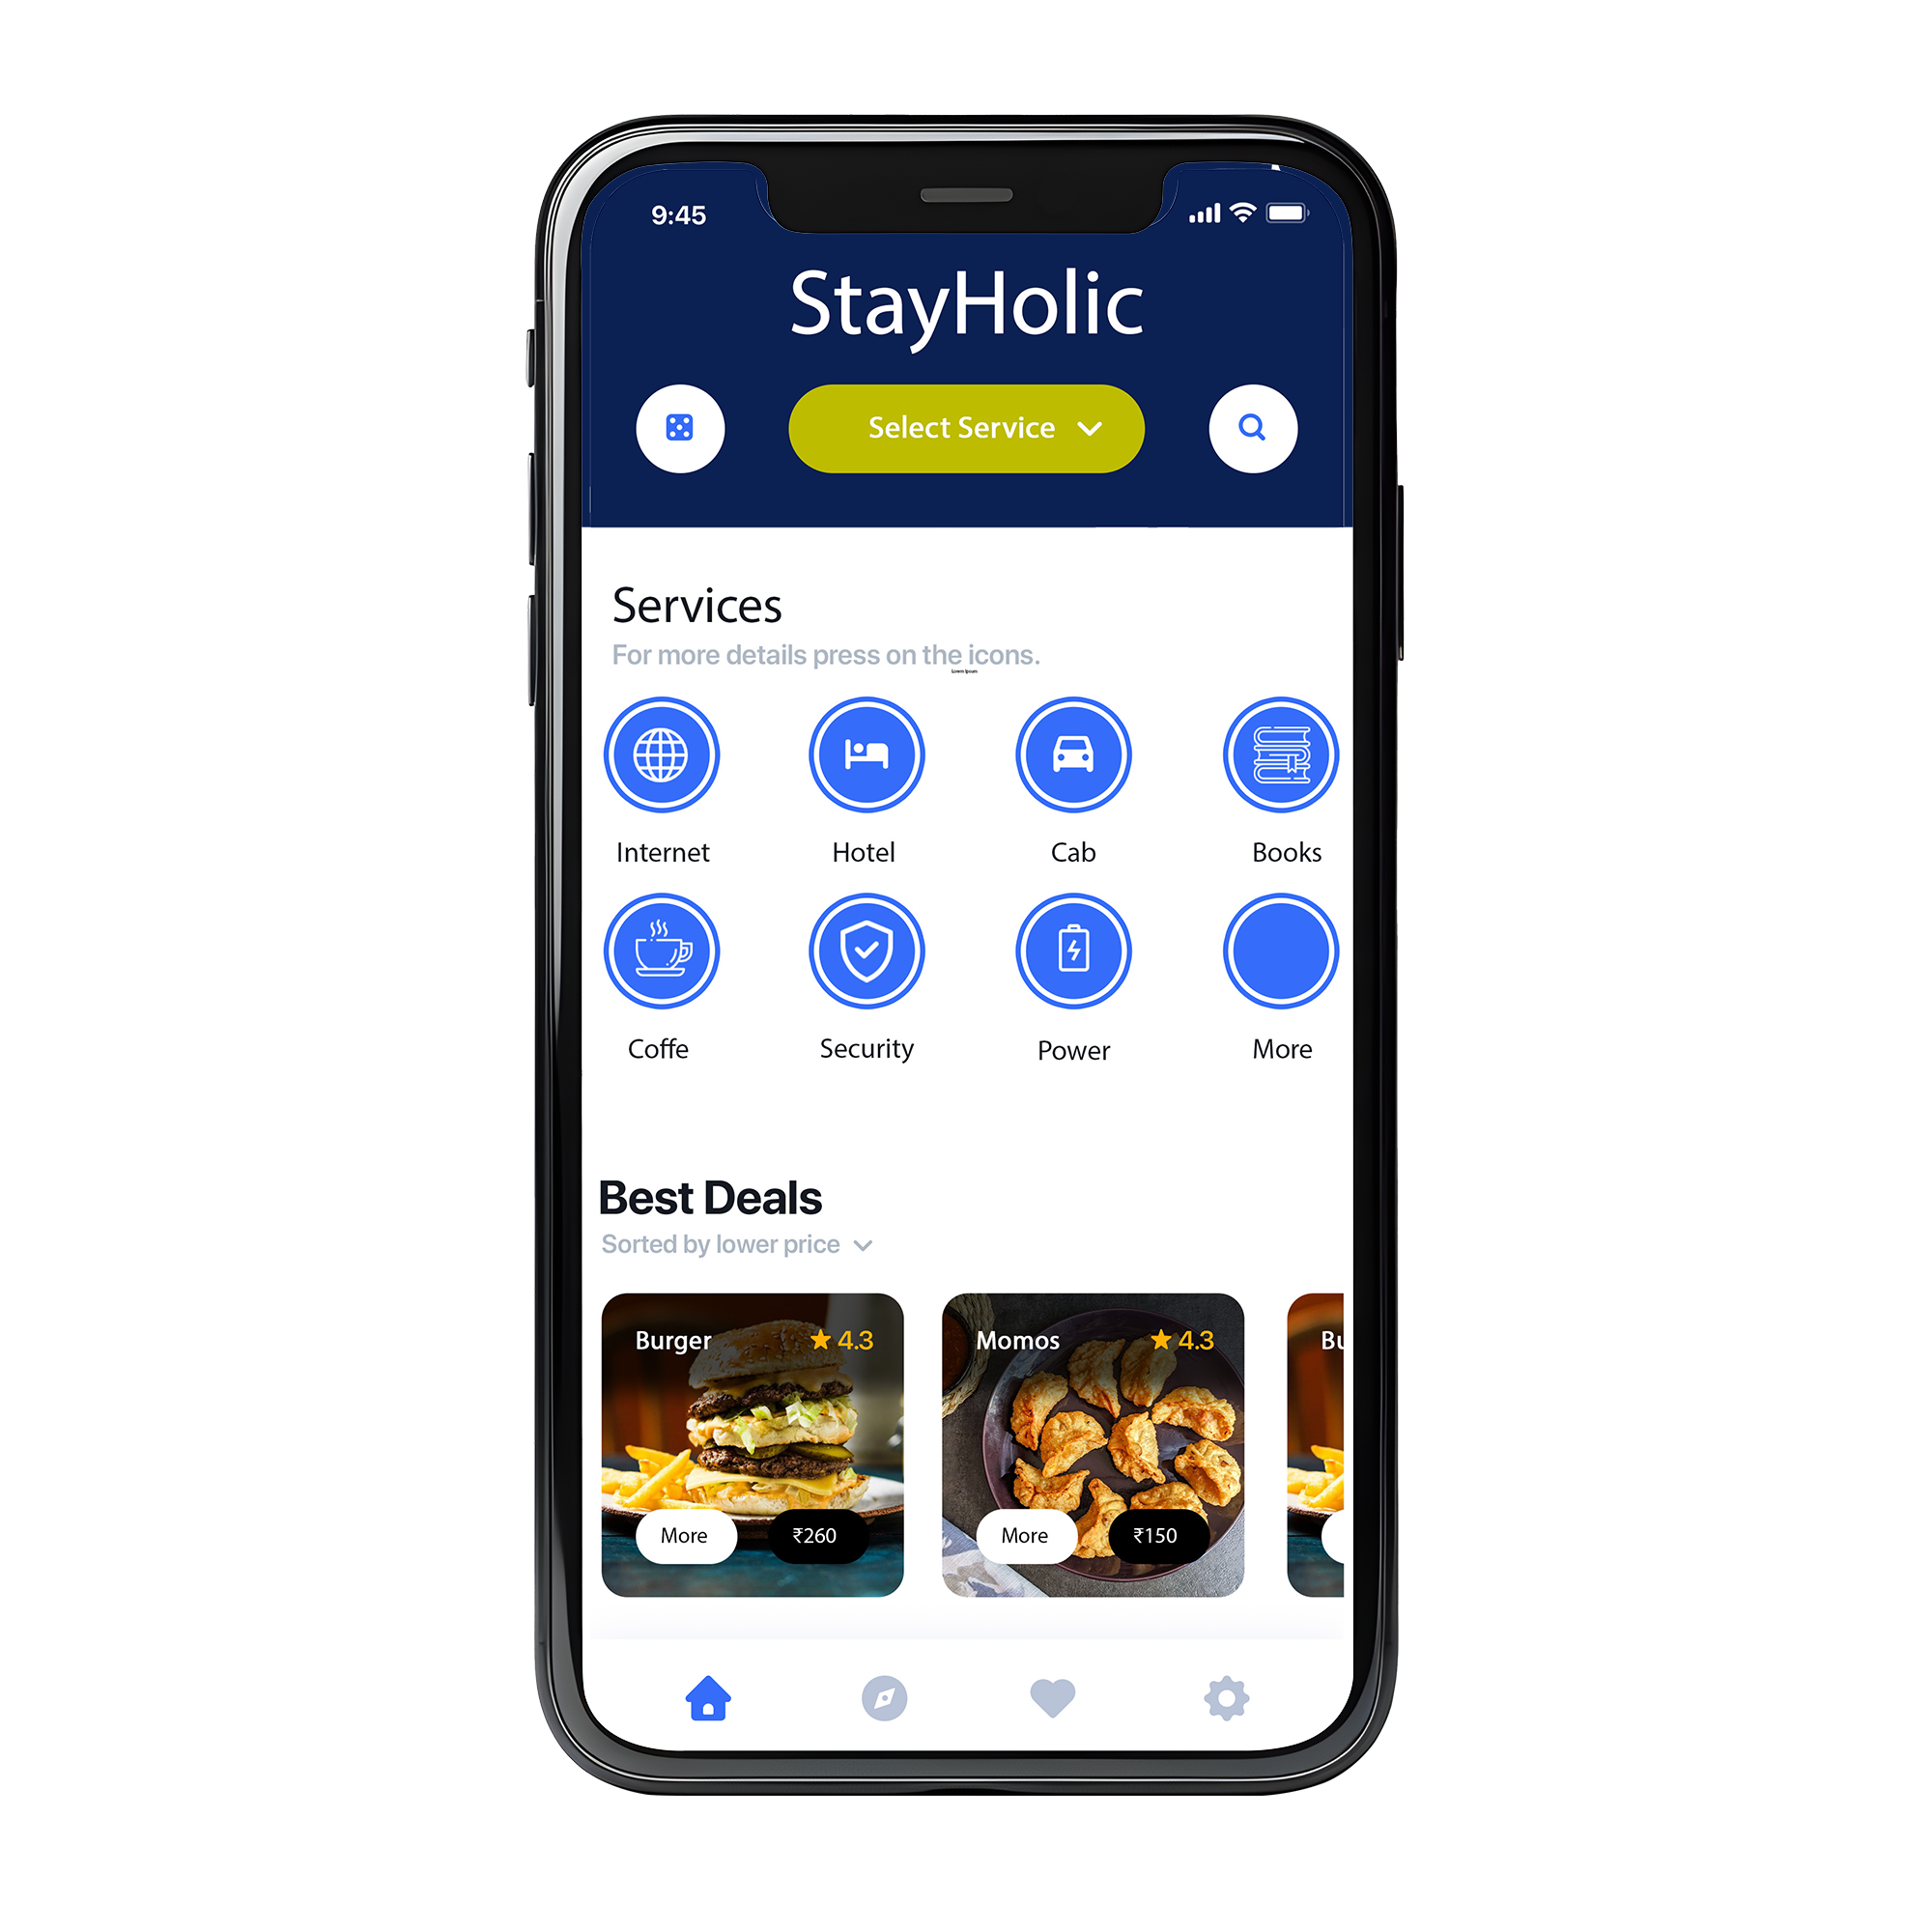 9:45
StayHolic
Select Service
Services
For more details press on the icons.
Lorem Ipsum
Internet Hotel Cab Books
Coffe Security Power More
Best Deals
Sorted by lower price
Burger 4.3 Momos 4.3 Bu
More ₹260 More ₹150